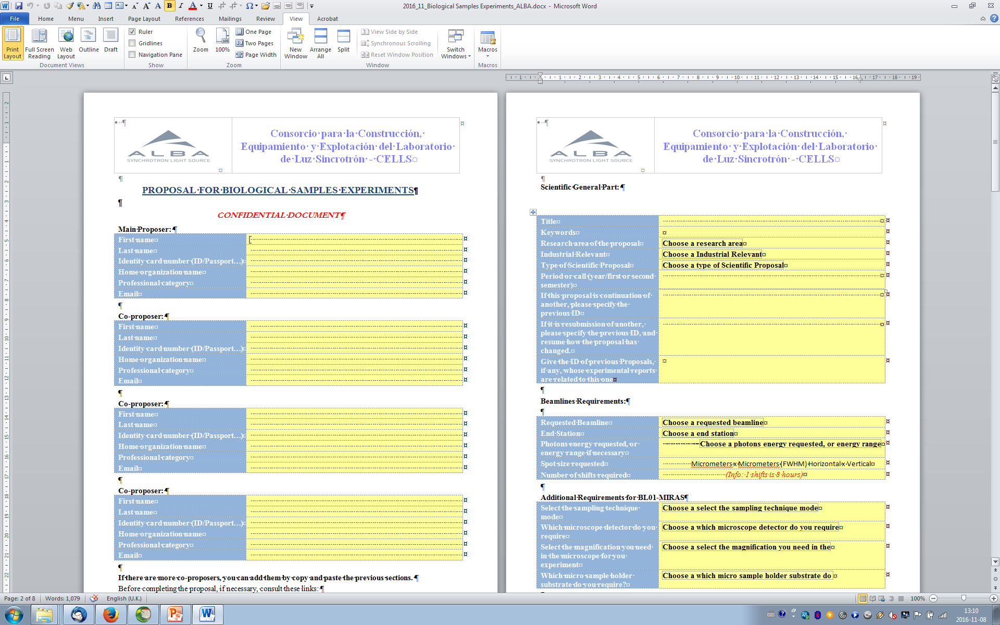 2016_11_Biological Samples Experiments_ALBA.docx - Microsoft Word
File Home Menu Insert Page Layout References Mailings Review View Acrobat
Print Layout
Full Screen Reading
Web Layout
Outline
Draft
Document Views
Ruler
Gridlines
Navigation Pane
Show
Zoom
100%
One Page
Two Pages
Page Width
Zoom
New Window
Arrange All
Split
View Side by Side
Synchronous Scrolling
Reset Window Position
Window
Switch Windows
Macros
Macros
ALBA
SYNCHROTRON LIGHT SOURCE
Consorcio para la Construcción,
Equipamiento y Explotación del Laboratorio
de Luz Sincrotrón - CELLS
PROPOSAL FOR BIOLOGICAL SAMPLES EXPERIMENTS
CONFIDENTIAL DOCUMENT
Main Proposer:
First name
Last name
Identity card number (ID/Passport…)
Home organization name
Professional category
Email
Co-proposer:
First name
Last name
Identity card number (ID/Passport…)
Home organization name
Professional category
Email
Co-proposer:
First name
Last name
Identity card number (ID/Passport…)
Home organization name
Professional category
Email
Co-proposer:
First name
Last name
Identity card number (ID/Passport…)
Home organization name
Professional category
Email
If there are more co-proposers, you can add them by copy and paste the previous sections.
Before completing the proposal, if necessary, consult these links:
ALBA
SYNCHROTRON LIGHT SOURCE
Consorcio para la Construcción,
Equipamiento y Explotación del Laboratorio
de Luz Sincrotrón - CELLS
Scientific General Part:
Title
Keywords
Research area of the proposal Choose a research area
Industrial Relevant Choose a Industrial Relevant
Type of Scientific Proposal Choose a type of Scientific Proposal
Period or call (year/first or second
semester)
If this proposal is continuation of
another, please specify the
previous ID
If it is resubmission of another,
please specify the previous ID, and
resume how the proposal has
changed.
Give the ID of previous Proposals,
if any, whose experimental reports
are related to this one
Beamlines Requirements:
Requested Beamline Choose a requested beamline
End Station Choose a end station
Photons energy requested, or Choose a photons energy requested, or energy range
energy range if necessary
Spot size requested Micrometers x Micrometers (FWHM) Horizontal x Vertical
Number of shifts required (Info: 1 shifts is 8 hours)
Additional Requirements for BL01-MIRAS
Select the sampling technique Choose a select the sampling technique mode
mode
Which microscope detector do you Choose a which microscope detector do you require
require
Select the magnification you need Choose a select the magnification you need in the
in the microscope for you
experiment
Which micro sample holder Choose a which micro sample holder substrate do
substrate do you require?
Page: 2 of 8 Words: 1,079 English (U.K.) 100%
13:10
2016-11-08